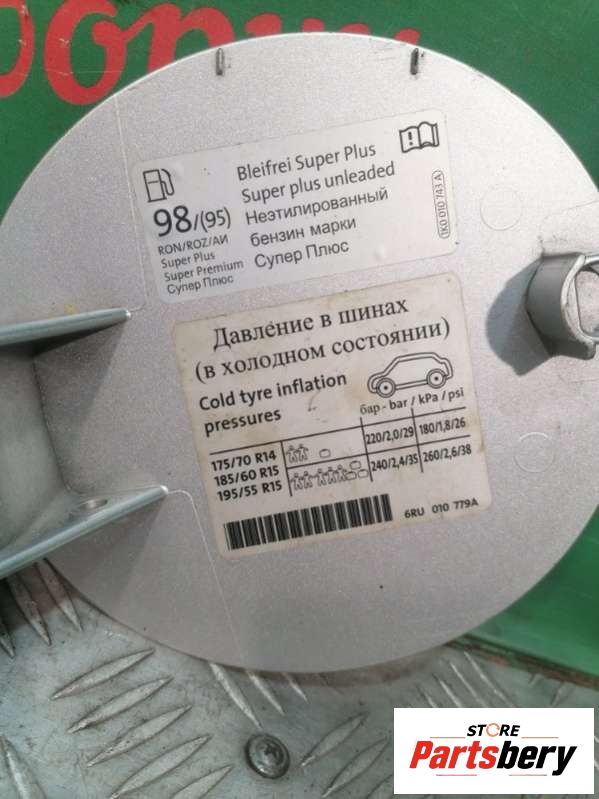 Bleifrei Super Plus
Super plus unleaded
98/(95)
Неэтилированный
RON/ROZ/АИ
бензин марки
Super Plus
Super Premium
Супер Плюс
Супер Плюс
1K0 010 743 A
Давление в шинах
(в холодном состоянии)
Cold tyre inflation
pressures
бар - bar / kPa / psi
175/70 R14
185/60 R15
195/55 R15
220/2,0/29 180/1,8/26
240/2,4/35 260/2,6/38
6RU 010 779A
STORE
Partsbery